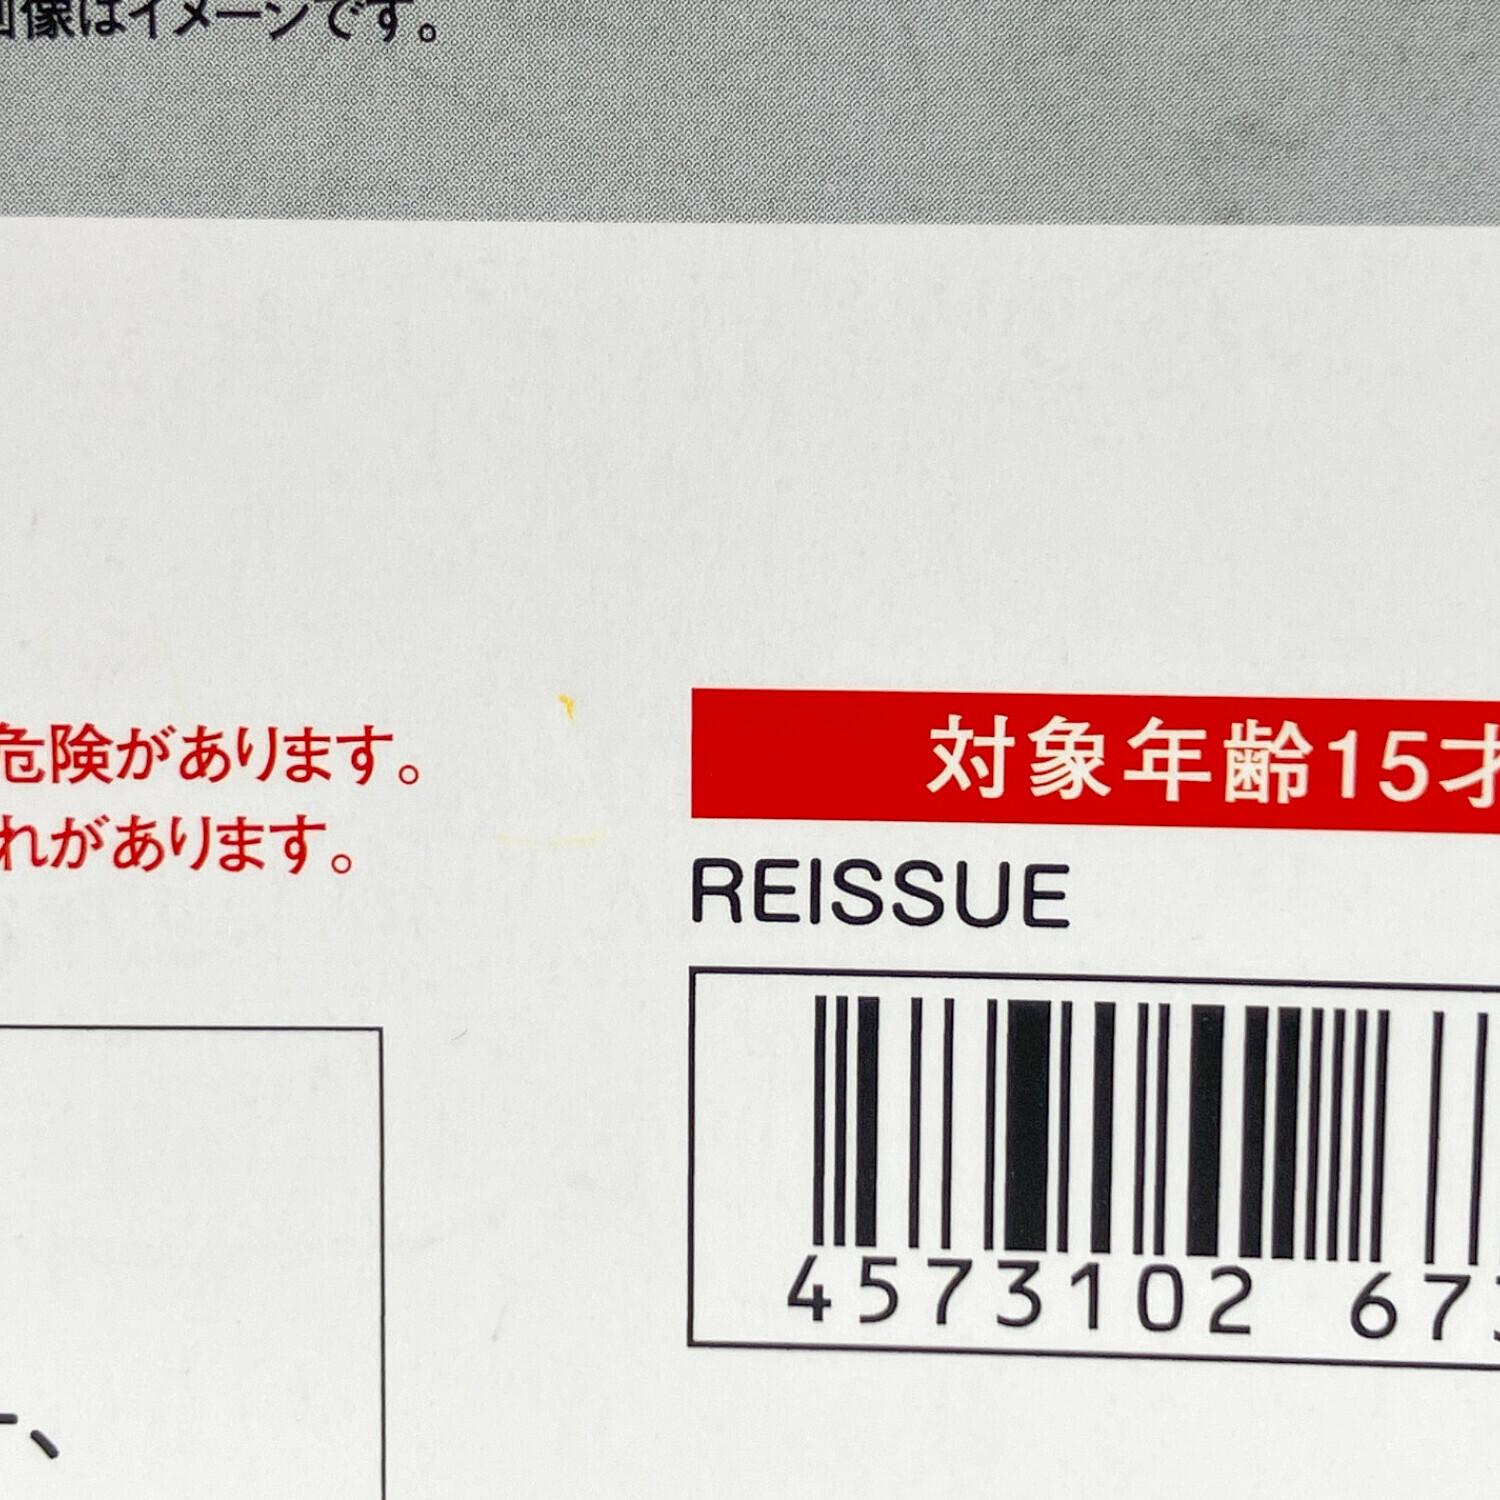 画像はイメージです。
危険があります。
対象年齢15才
れがあります。
REISSUE
4573102 67